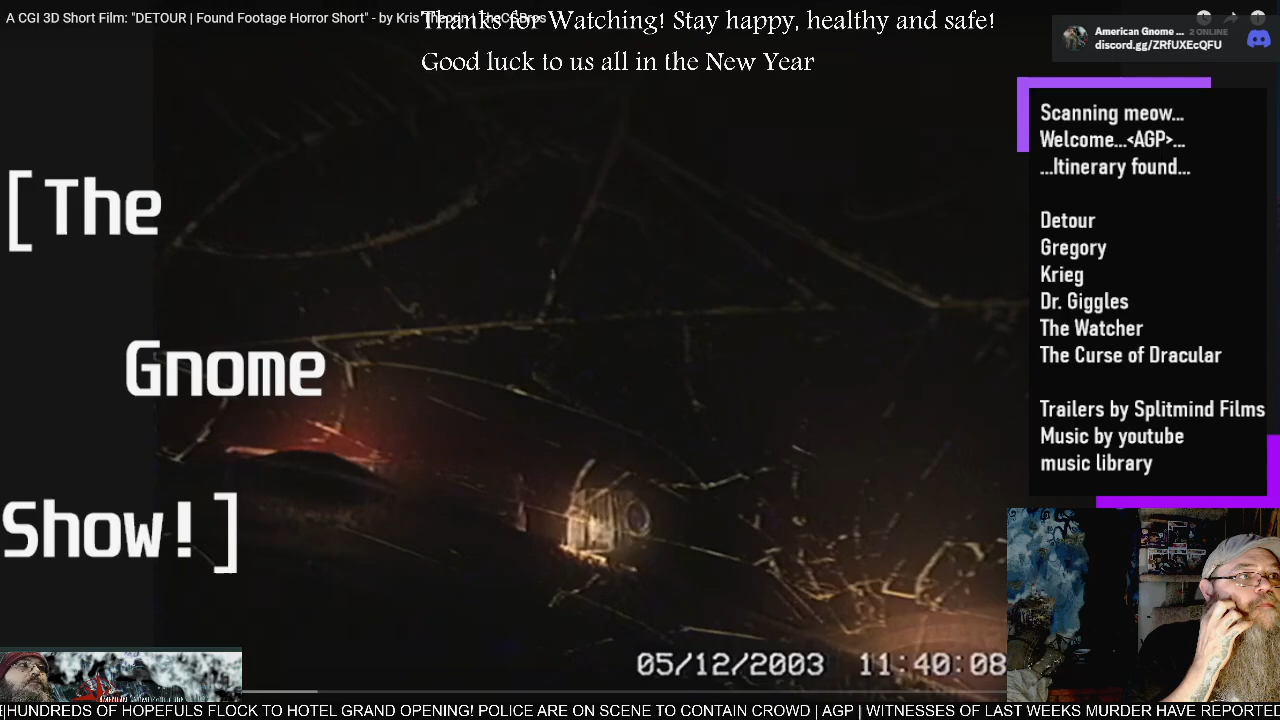 A CGI 3D Short Film: "DETOUR | Found Footage Horror Short" - by Kris Theorin | TheCGBros
Thanks for Watching! Stay happy, healthy and safe!
Good luck to us all in the New Year
American Gnome ... 2 ONLINE
discord.gg/ZRfUXEcQFU
Scanning meow...
Welcome...<AGP>...
...Itinerary found...
Detour
Gregory
Krieg
Dr. Giggles
The Watcher
The Curse of Dracular
Trailers by Splitmind Films
Music by youtube
music library
[The
Gnome
Show!]
05/12/2003 11:40:08
HUNDREDS OF HOPEFULS FLOCK TO HOTEL GRAND OPENING! POLICE ARE ON SCENE TO CONTAIN CROWD | AGP | WITNESSES OF LAST WEEKS MURDER HAVE REPORTED